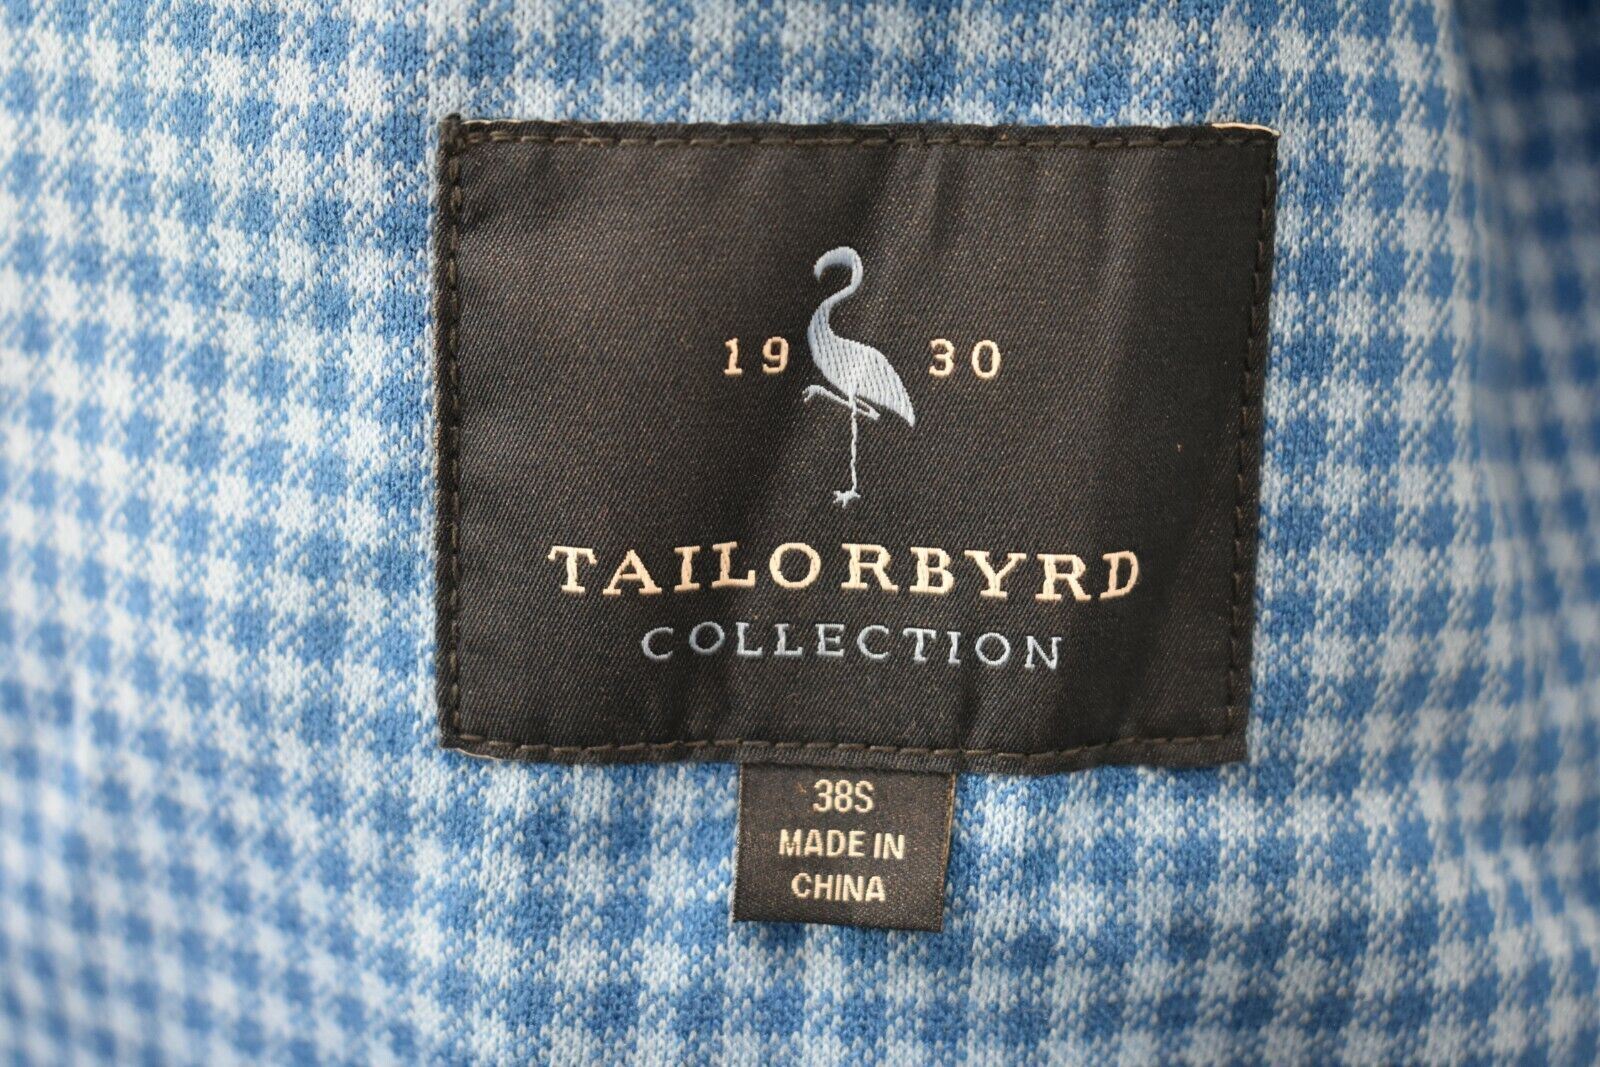 19 30
TAILORBYRD
COLLECTION
38S
MADE IN
CHINA